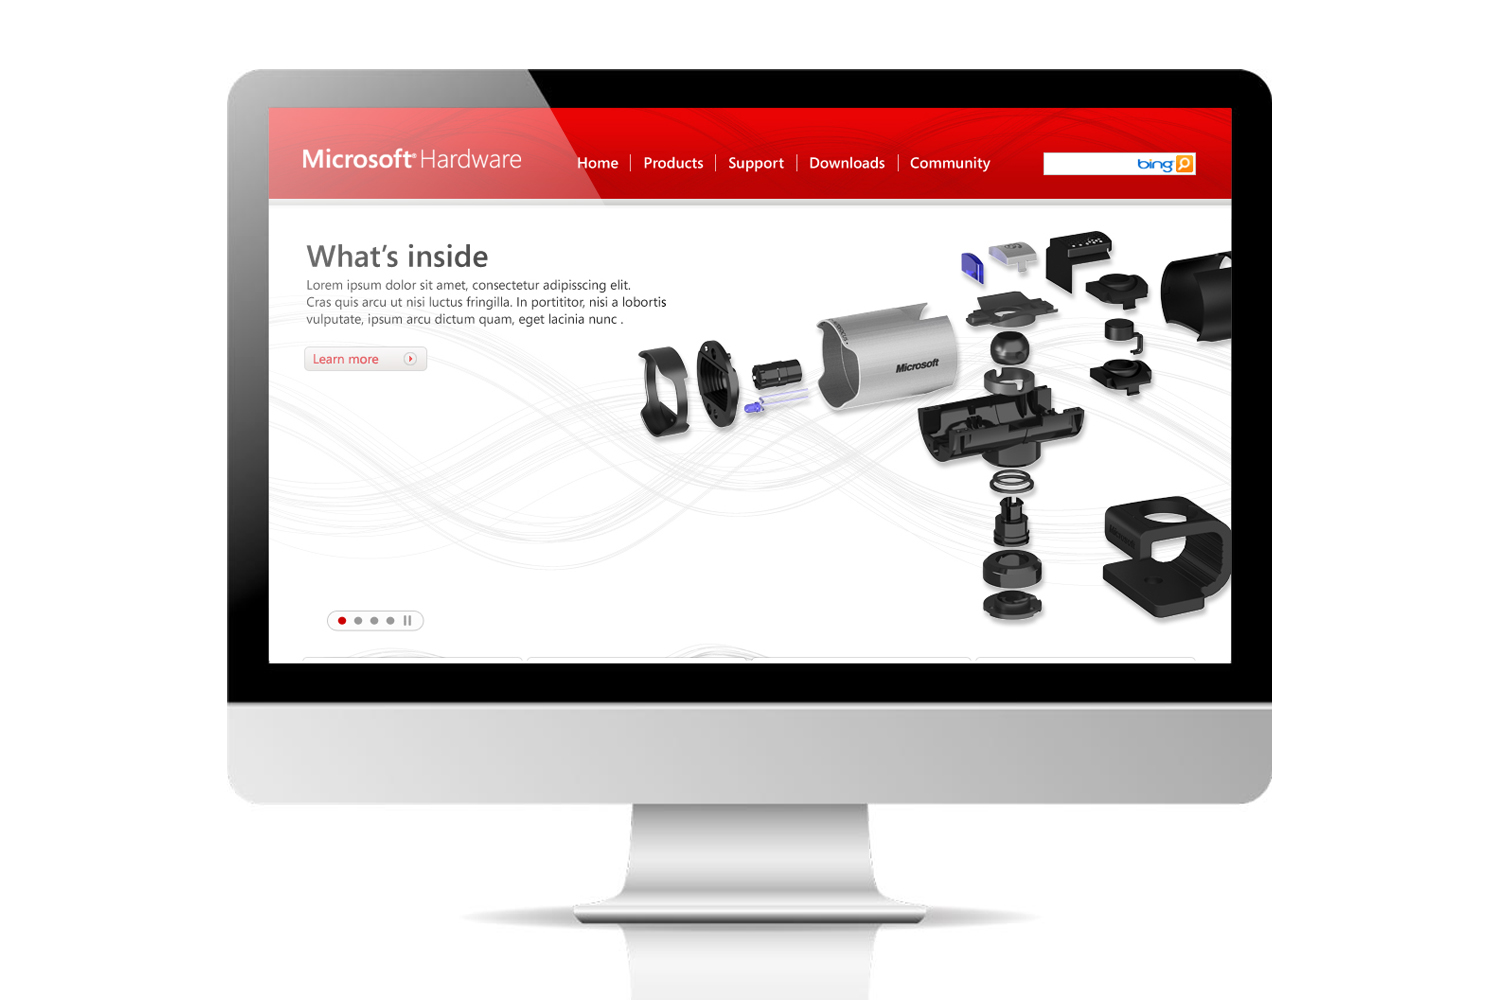 Microsoft® Hardware
Home | Products | Support | Downloads | Community
bing
What's inside
Lorem ipsum dolor sit amet, consectetur adipisscing elit.
Cras quis arcu ut nisi luctus fringilla. In portititor, nisi a lobortis
vulputate, ipsum arcu dictum quam, eget lacinia nunc .
Learn more
Microsoft